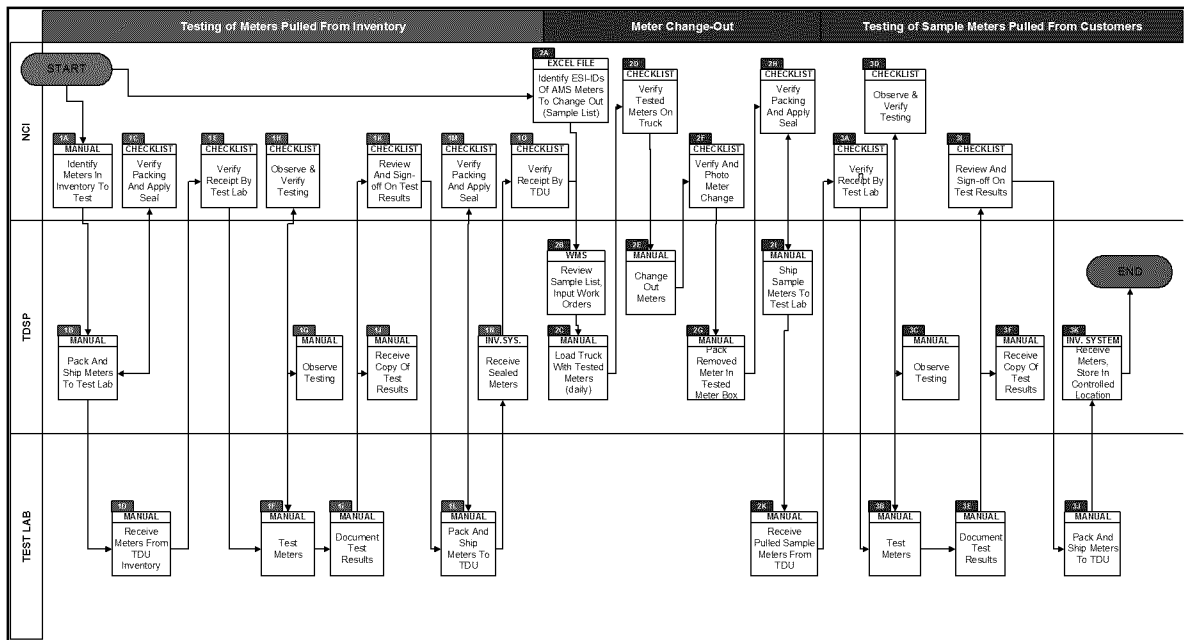 Testing of Meters Pulled From Inventory
Meter Change-Out
Testing of Sample Meters Pulled From Customers
NCI
START
1A
MANUAL
Identify
Meters In
Inventory To
Test
1C
CHECKLIST
Verify
Packing And
Apply Seal
1E
CHECKLIST
Verify
Receipt By
Test Lab
1H
CHECKLIST
Observe &
Verify
Testing
1K
CHECKLIST
Review
And Sign-
off On Test
Results
1M
CHECKLIST
Verify
Packing And
Apply Seal
1O
CHECKLIST
Verify
Receipt By
TDU
2A
EXCEL FILE
Identify ESI-IDs
Of AMS Meters
To Change Out
(Sample List)
2D
CHECKLIST
Verify
Tested
Meters On
Truck
2F
CHECKLIST
Verify And
Photo
Meter
Change
2H
CHECKLIST
Verify
Packing
And Apply
Seal
3A
CHECKLIST
Verify
Receipt By
Test Lab
3D
CHECKLIST
Observe &
Verify
Testing
3I
CHECKLIST
Review
And Sign-off
On Test
Results
TDSP
1B
MANUAL
Pack And
Ship Meters
To Test Lab
1G
MANUAL
Observe
Testing
1J
MANUAL
Receive
Copy Of
Test
Results
1N
INV.SYS.
Receive
Sealed
Meters
2B
WMS
Review
Sample List,
Input Work
Orders
2C
MANUAL
Load Truck
With Tested
Meters
(daily)
2E
MANUAL
Change
Out
Meters
2G
MANUAL
Pack
Removed
Meter In
Tested
Meter Box
2I
MANUAL
Ship
Sample
Meters To
Test Lab
3C
MANUAL
Observe
Testing
3F
MANUAL
Receive
Copy Of
Test
Results
3K
INV. SYSTEM
Receive
Meters,
Store In
Controlled
Location
END
TEST LAB
1D
MANUAL
Receive
Meters From
TDU
Inventory
1F
MANUAL
Test
Meters
MANUAL
Document
Test
Results
1L
MANUAL
Pack And
Ship
Meters To
TDU
2K
MANUAL
Receive
Pulled Sample
Meters From
TDU
3B
MANUAL
Test
Meters
3E
MANUAL
Document
Test
Results
3J
MANUAL
Pack And
Ship Meters
To TDU